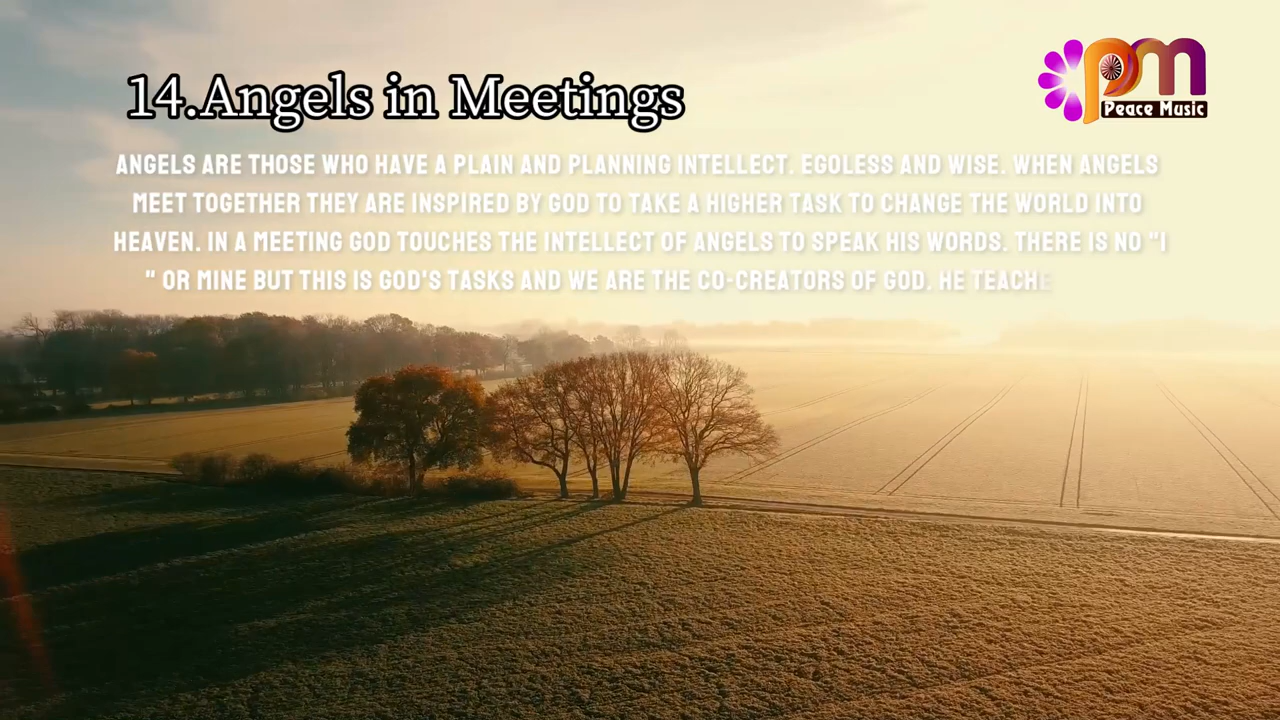 14.Angels in Meetings
Peace Music
ANGELS ARE THOSE WHO HAVE A PLAIN AND PLANNING INTELLECT. EGOLESS AND WISE. WHEN ANGELS
MEET TOGETHER THEY ARE INSPIRED BY GOD TO TAKE A HIGHER TASK TO CHANGE THE WORLD INTO
HEAVEN. IN A MEETING GOD TOUCHES THE INTELLECT OF ANGELS TO SPEAK HIS WORDS. THERE IS NO "I
" OR MINE BUT THIS IS GOD'S TASKS AND WE ARE THE CO-CREATORS OF GOD. HE TEACHE